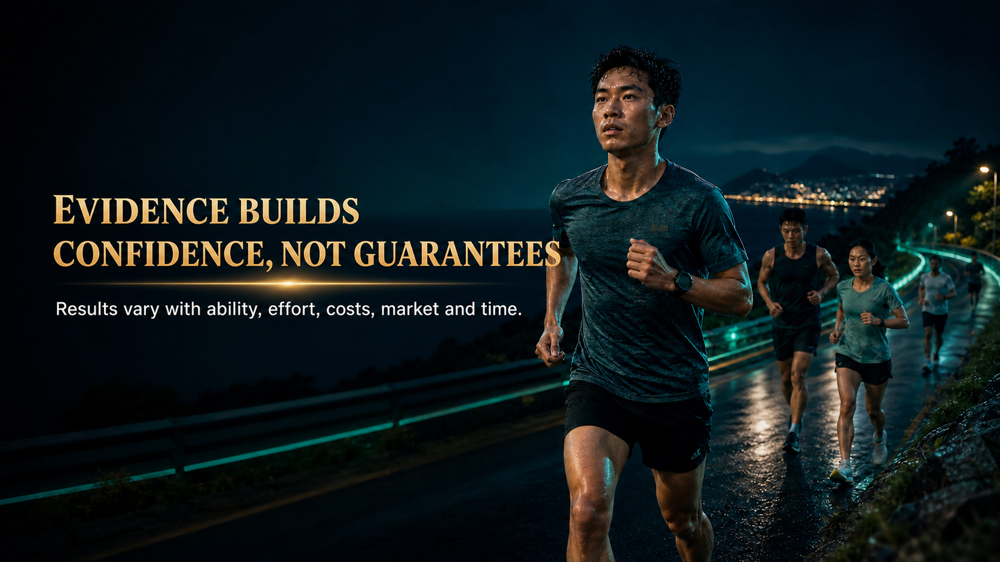 EVIDENCE BUILDS
CONFIDENCE, NOT GUARANTEES
Results vary with ability, effort, costs, market and time.